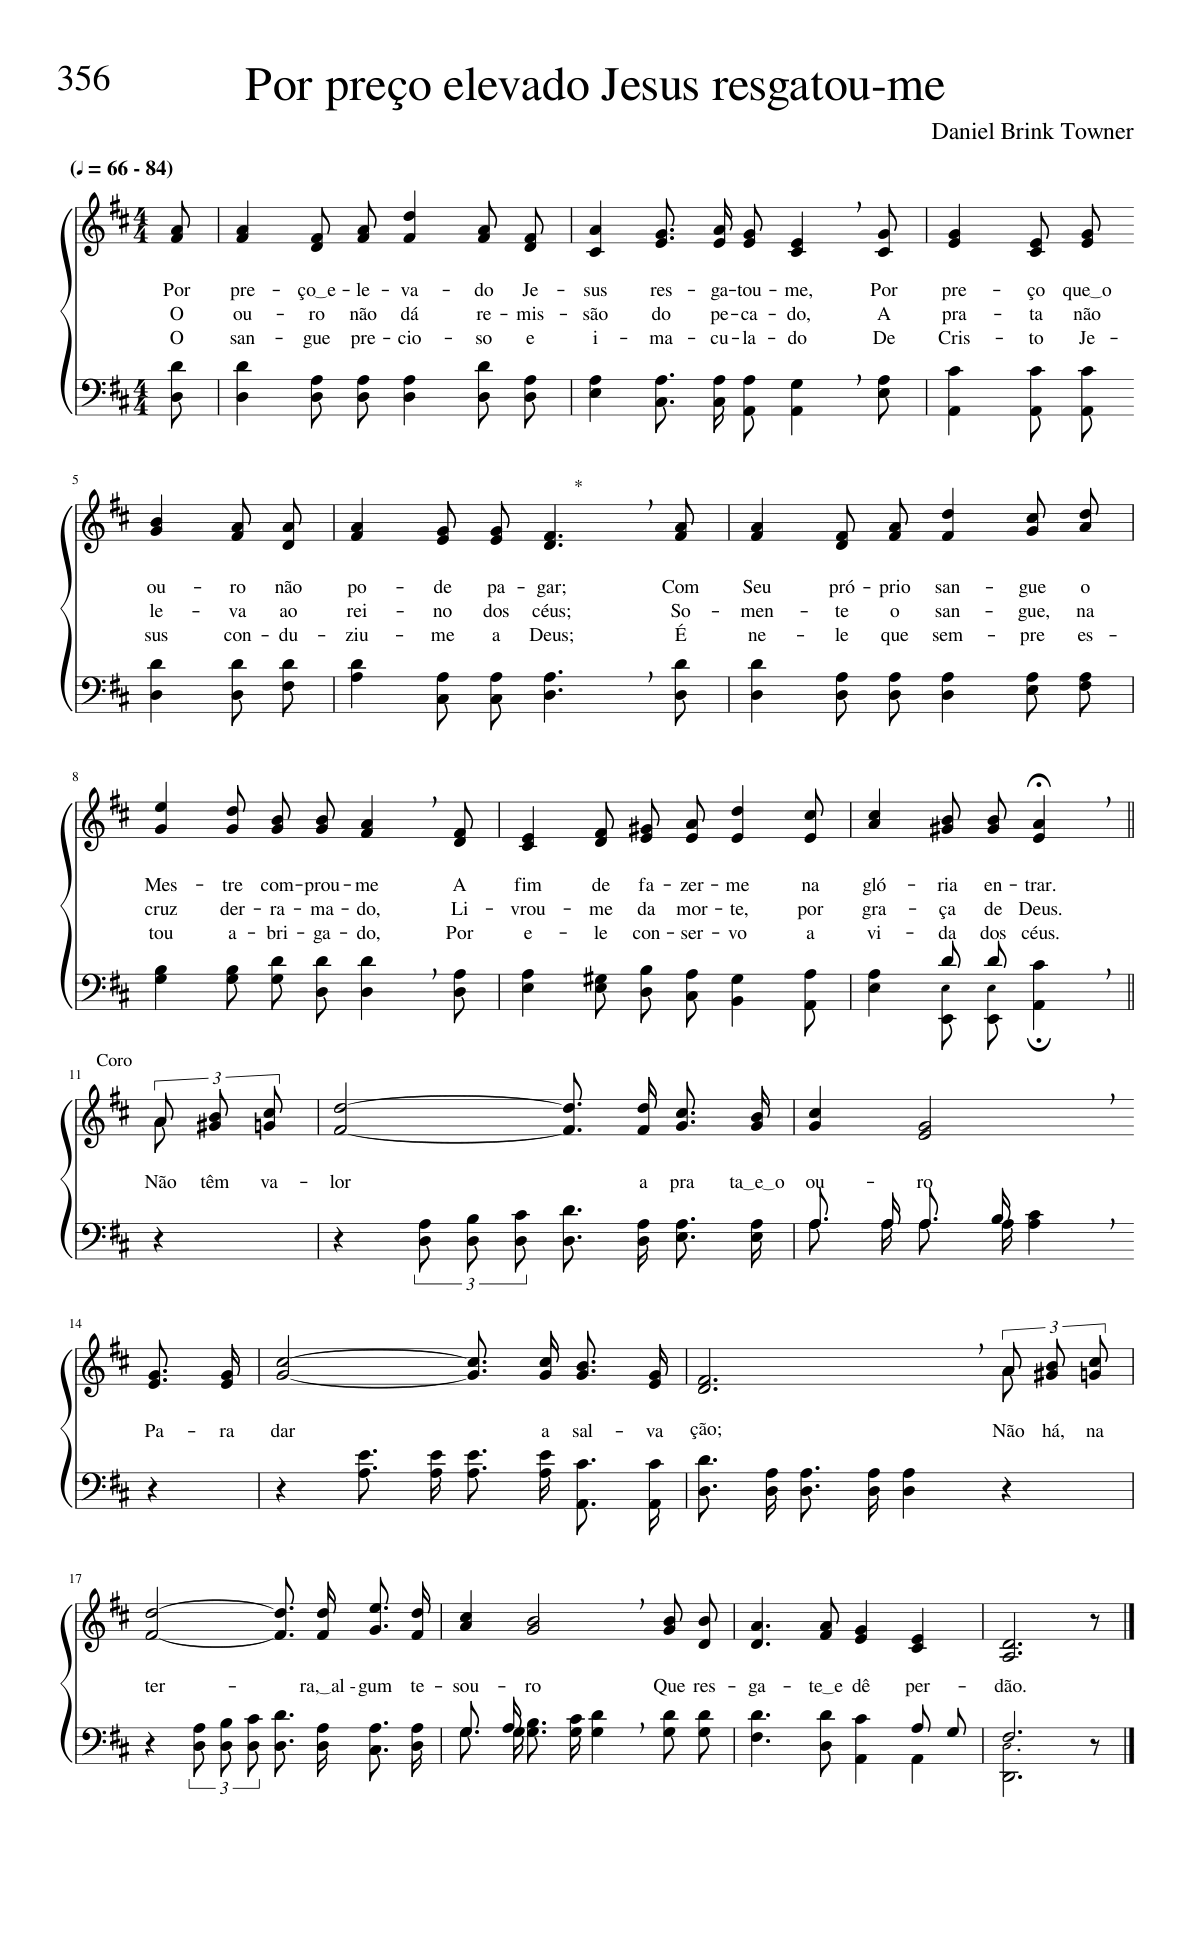 356
Por preço elevado Jesus resgatou-me
Daniel Brink Towner
(♩ = 66 - 84)
Por pre - ço‿e - le - va - do Je - sus res - ga - tou - me, Por pre - ço que‿o
O ou - ro não dá re - mis - são do pe - ca - do, A pra - ta não
O san - gue pre - cio - so e i - ma - cu - la - do De Cris - to Je -
5
*
ou - ro não po - de pa - gar; Com Seu pró - prio san - gue o
le - va ao rei - no dos céus; So - men - te o san - gue, na
sus con - du - ziu - me a Deus; É ne - le que sem - pre es -
8
Mes - tre com - prou - me A fim de fa - zer - me na gló - ria en - trar.
cruz der - ra - ma - do, Li - vrou - me da mor - te, por gra - ça de Deus.
tou a - bri - ga - do, Por e - le con - ser - vo a vi - da dos céus.
Coro
11
3
Não têm va - lor a pra ta‿e‿o ou - ro
3
14
3
Pa - ra dar a sal - va ção; Não há, na
17
ter - ra,‿al - gum te - sou - ro Que res - ga - te‿e dê per - dão.
3